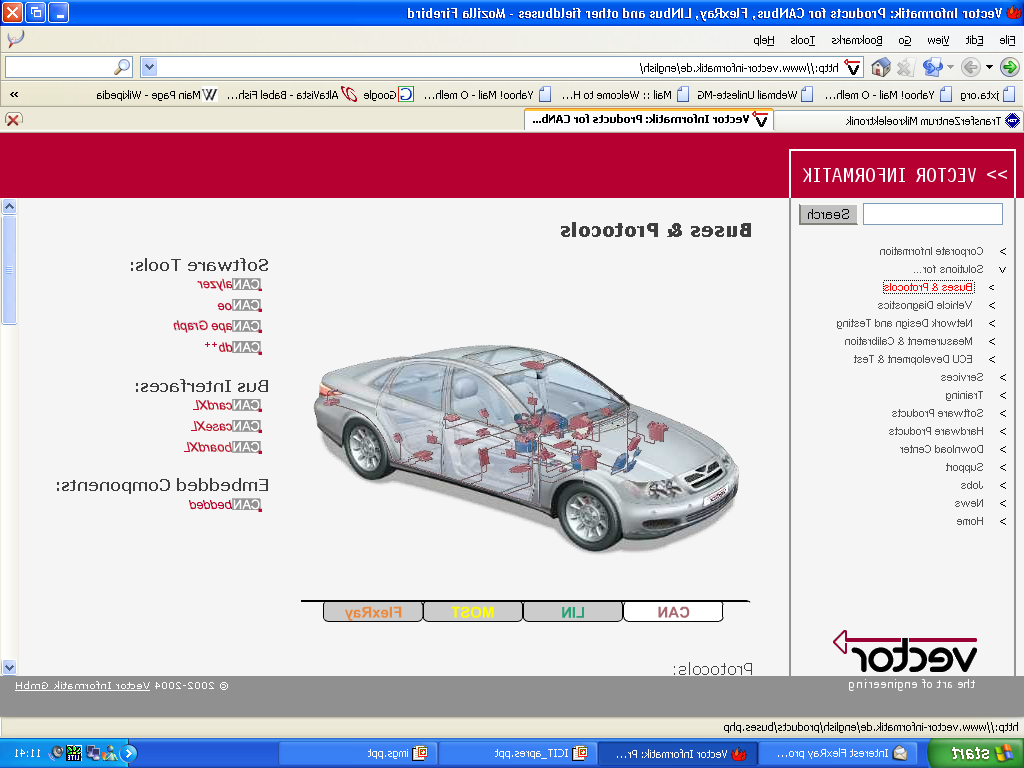 Vector Informatik: Products for CANbus, FlexRay, LINbus and other fieldbuses - Mozilla Firebird
File Edit View Go Bookmarks Tools Help
http://www.vector-informatik.de/english/
jxta.org Yahoo! Mail - O melh... Webmail Unileste-MG Mail :: Welcome to H... Yahoo! Mail - O melh... Google AltaVista - Babel Fish... Main Page - Wikipedia »
TransferZentrum Mikroelektronik Vector Informatik: Products for CANb...
>> VECTOR INFORMATIK
Search
> Corporate Information
v Solutions for...
> Buses & Protocols
> Vehicle Diagnostics
> Network Design and Testing
> Measurement & Calibration
> ECU Development & Test
> Services
> Training
> Software Products
> Hardware Products
> Download Center
> Support
> Jobs
> News
> Home
vector
the art of engineering
Buses & Protocols
Software Tools:
CANalyzer
CANoe
CANape Graph
CANdb++
Bus Interfaces:
CANcardXL
CANcaseXL
CANboardXL
Embedded Components:
CANbedded
CAN LIN MOST FlexRay
Protocols:
© 2002-2004 Vector Informatik GmbH
http://www.vector-informatik.de/english/products/buses.php
start Interest FlexRay pro... Vector Informatik: Pr... ICIT_apres.ppt imgs.ppt 11:41